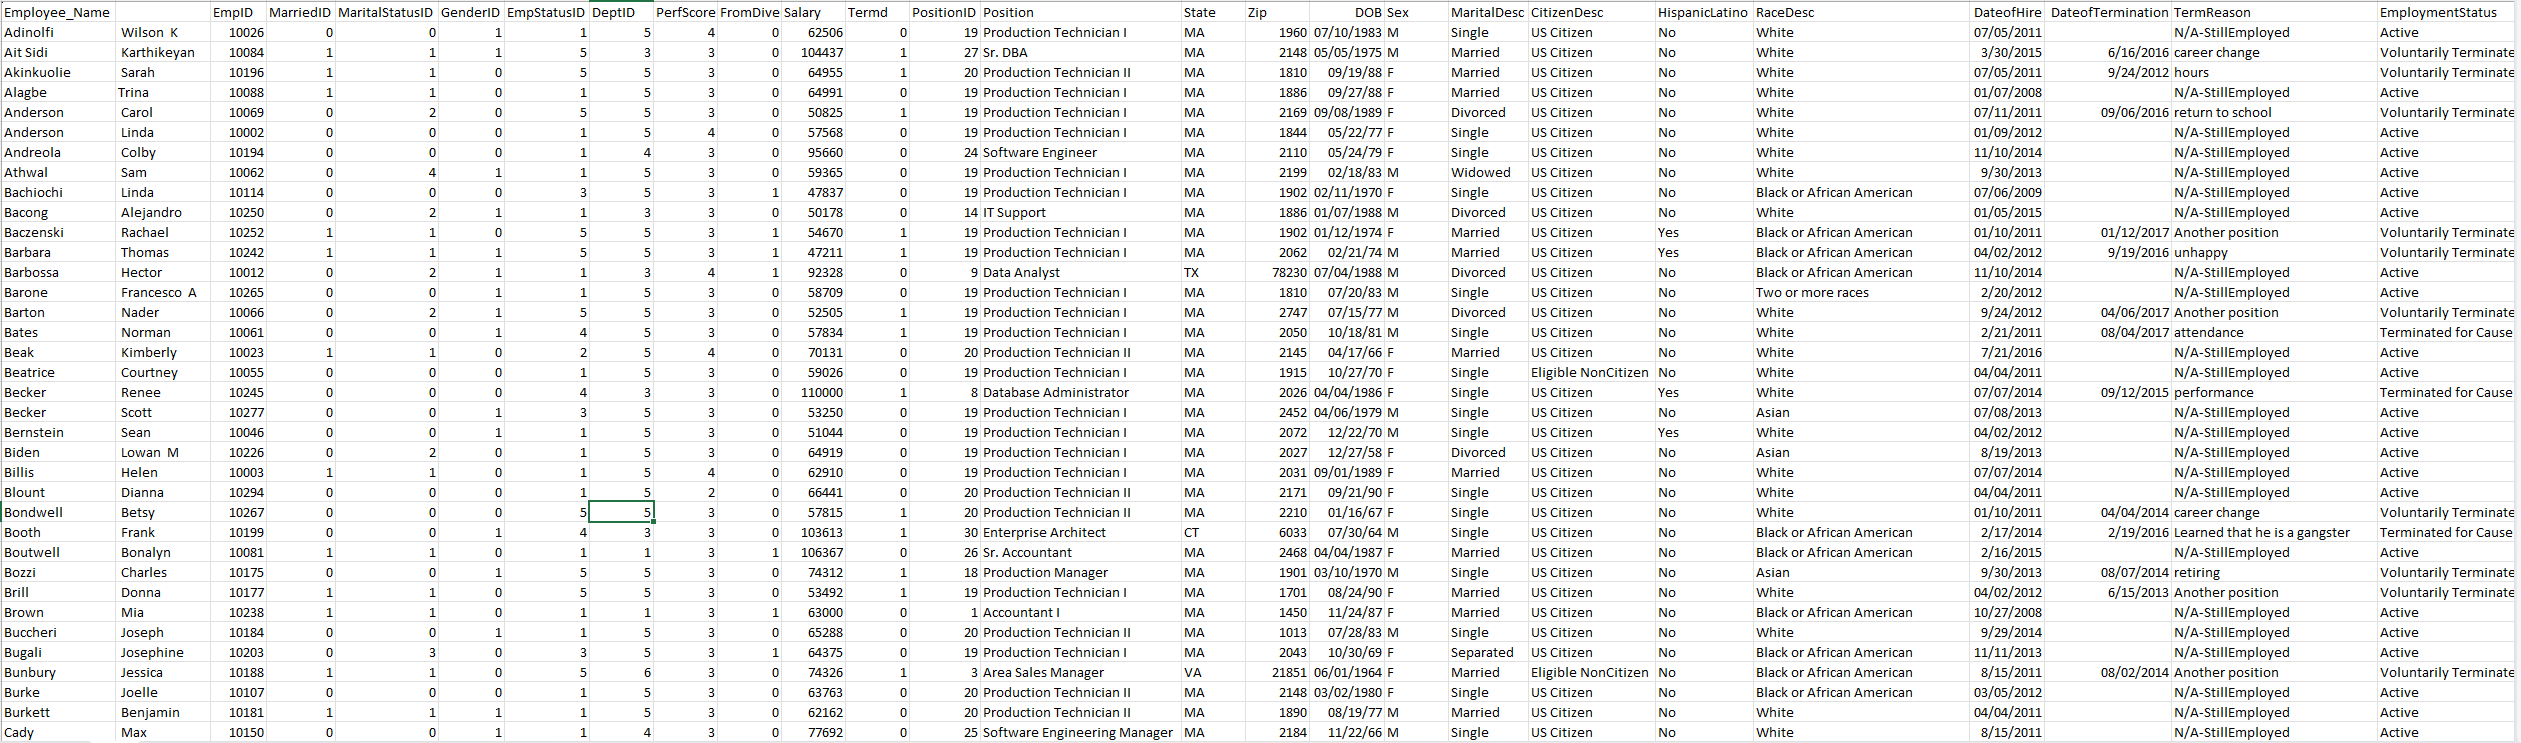 Employee_Name EmpID MarriedID MaritalStatusID GenderID EmpStatusID DeptID PerfScore FromDive Salary Termd PositionID Position State Zip DOB Sex MaritalDesc CitizenDesc HispanicLatino RaceDesc DateofHire DateofTermination TermReason EmploymentStatus
Adinolfi Wilson K 10026 0 0 1 1 5 4 0 62506 0 19 Production Technician I MA 1960 07/10/1983 M Single US Citizen No White 07/05/2011 N/A-StillEmployed Active
Ait Sidi Karthikeyan 10084 1 1 1 5 3 3 0 104437 1 27 Sr. DBA MA 2148 05/05/1975 M Married US Citizen No White 3/30/2015 6/16/2016 career change Voluntarily Terminate
Akinkuolie Sarah 10196 1 1 0 5 5 3 0 64955 1 20 Production Technician II MA 1810 09/19/88 F Married US Citizen No White 07/05/2011 9/24/2012 hours Voluntarily Terminate
Alagbe Trina 10088 1 1 0 1 5 3 0 64991 0 19 Production Technician I MA 1886 09/27/88 F Married US Citizen No White 01/07/2008 N/A-StillEmployed Active
Anderson Carol 10069 0 2 0 5 5 3 0 50825 1 19 Production Technician I MA 2169 09/08/1989 F Divorced US Citizen No White 07/11/2011 09/06/2016 return to school Voluntarily Terminate
Anderson Linda 10002 0 0 0 1 5 4 0 57568 0 19 Production Technician I MA 1844 05/22/77 F Single US Citizen No White 01/09/2012 N/A-StillEmployed Active
Andreola Colby 10194 0 0 0 1 4 3 0 95660 0 24 Software Engineer MA 2110 05/24/79 F Single US Citizen No White 11/10/2014 N/A-StillEmployed Active
Athwal Sam 10062 0 4 1 1 5 3 0 59365 0 19 Production Technician I MA 2199 02/18/83 M Widowed US Citizen No White 9/30/2013 N/A-StillEmployed Active
Bachiochi Linda 10114 0 0 0 3 5 3 1 47837 0 19 Production Technician I MA 1902 02/11/1970 F Single US Citizen No Black or African American 07/06/2009 N/A-StillEmployed Active
Bacong Alejandro 10250 0 2 1 1 3 3 0 50178 0 14 IT Support MA 1886 01/07/1988 M Divorced US Citizen No White 01/05/2015 N/A-StillEmployed Active
Baczenski Rachael 10252 1 1 0 5 5 3 1 54670 1 19 Production Technician I MA 1902 01/12/1974 F Married US Citizen Yes Black or African American 01/10/2011 01/12/2017 Another position Voluntarily Terminate
Barbara Thomas 10242 1 1 1 5 5 3 1 47211 1 19 Production Technician I MA 2062 02/21/74 M Married US Citizen Yes Black or African American 04/02/2012 9/19/2016 unhappy Voluntarily Terminate
Barbossa Hector 10012 0 2 1 1 3 4 1 92328 0 9 Data Analyst TX 78230 07/04/1988 M Divorced US Citizen No Black or African American 11/10/2014 N/A-StillEmployed Active
Barone Francesco A 10265 0 0 1 1 5 3 0 58709 0 19 Production Technician I MA 1810 07/20/83 M Single US Citizen No Two or more races 2/20/2012 N/A-StillEmployed Active
Barton Nader 10066 0 2 1 5 5 3 0 52505 1 19 Production Technician I MA 2747 07/15/77 M Divorced US Citizen No White 9/24/2012 04/06/2017 Another position Voluntarily Terminate
Bates Norman 10061 0 0 1 4 5 3 0 57834 1 19 Production Technician I MA 2050 10/18/81 M Single US Citizen No White 2/21/2011 08/04/2017 attendance Terminated for Cause
Beak Kimberly 10023 1 1 0 2 5 4 0 70131 0 20 Production Technician II MA 2145 04/17/66 F Married US Citizen No White 7/21/2016 N/A-StillEmployed Active
Beatrice Courtney 10055 0 0 0 1 5 3 0 59026 0 19 Production Technician I MA 1915 10/27/70 F Single Eligible NonCitizen No White 04/04/2011 N/A-StillEmployed Active
Becker Renee 10245 0 0 0 4 3 3 0 110000 1 8 Database Administrator MA 2026 04/04/1986 F Single US Citizen Yes White 07/07/2014 09/12/2015 performance Terminated for Cause
Becker Scott 10277 0 0 1 3 5 3 0 53250 0 19 Production Technician I MA 2452 04/06/1979 M Single US Citizen No Asian 07/08/2013 N/A-StillEmployed Active
Bernstein Sean 10046 0 0 1 1 5 3 0 51044 0 19 Production Technician I MA 2072 12/22/70 M Single US Citizen Yes White 04/02/2012 N/A-StillEmployed Active
Biden Lowan M 10226 0 2 0 1 5 3 0 64919 0 19 Production Technician I MA 2027 12/27/58 F Divorced US Citizen No Asian 8/19/2013 N/A-StillEmployed Active
Billis Helen 10003 1 1 0 1 5 4 0 62910 0 19 Production Technician I MA 2031 09/01/1989 F Married US Citizen No White 07/07/2014 N/A-StillEmployed Active
Blount Dianna 10294 0 0 0 1 5 2 0 66441 0 20 Production Technician II MA 2171 09/21/90 F Single US Citizen No White 04/04/2011 N/A-StillEmployed Active
Bondwell Betsy 10267 0 0 0 5 5 3 0 57815 1 20 Production Technician II MA 2210 01/16/67 F Single US Citizen No White 01/10/2011 04/04/2014 career change Voluntarily Terminate
Booth Frank 10199 0 0 1 4 3 3 0 103613 1 30 Enterprise Architect CT 6033 07/30/64 M Single US Citizen No Black or African American 2/17/2014 2/19/2016 Learned that he is a gangster Terminated for Cause
Boutwell Bonalyn 10081 1 1 0 1 1 3 1 106367 0 26 Sr. Accountant MA 2468 04/04/1987 F Married US Citizen No Black or African American 2/16/2015 N/A-StillEmployed Active
Bozzi Charles 10175 0 0 1 5 5 3 0 74312 1 18 Production Manager MA 1901 03/10/1970 M Single US Citizen No Asian 9/30/2013 08/07/2014 retiring Voluntarily Terminate
Brill Donna 10177 1 1 0 5 5 3 0 53492 1 19 Production Technician I MA 1701 08/24/90 F Married US Citizen No White 04/02/2012 6/15/2013 Another position Voluntarily Terminate
Brown Mia 10238 1 1 0 1 1 3 1 63000 0 1 Accountant I MA 1450 11/24/87 F Married US Citizen No Black or African American 10/27/2008 N/A-StillEmployed Active
Buccheri Joseph 10184 0 0 1 1 5 3 0 65288 0 20 Production Technician II MA 1013 07/28/83 M Single US Citizen No White 9/29/2014 N/A-StillEmployed Active
Bugali Josephine 10203 0 3 0 3 5 3 1 64375 0 19 Production Technician I MA 2043 10/30/69 F Separated US Citizen No Black or African American 11/11/2013 N/A-StillEmployed Active
Bunbury Jessica 10188 1 1 0 5 6 3 0 74326 1 3 Area Sales Manager VA 21851 06/01/1964 F Married Eligible NonCitizen No Black or African American 8/15/2011 08/02/2014 Another position Voluntarily Terminate
Burke Joelle 10107 0 0 0 1 5 3 0 63763 0 20 Production Technician II MA 2148 03/02/1980 F Single US Citizen No Black or African American 03/05/2012 N/A-StillEmployed Active
Burkett Benjamin 10181 1 1 1 1 5 3 0 62162 0 20 Production Technician II MA 1890 08/19/77 M Married US Citizen No White 04/04/2011 N/A-StillEmployed Active
Cady Max 10150 0 0 1 1 4 3 0 77692 0 25 Software Engineering Manager MA 2184 11/22/66 M Single US Citizen No White 8/15/2011 N/A-StillEmployed Active